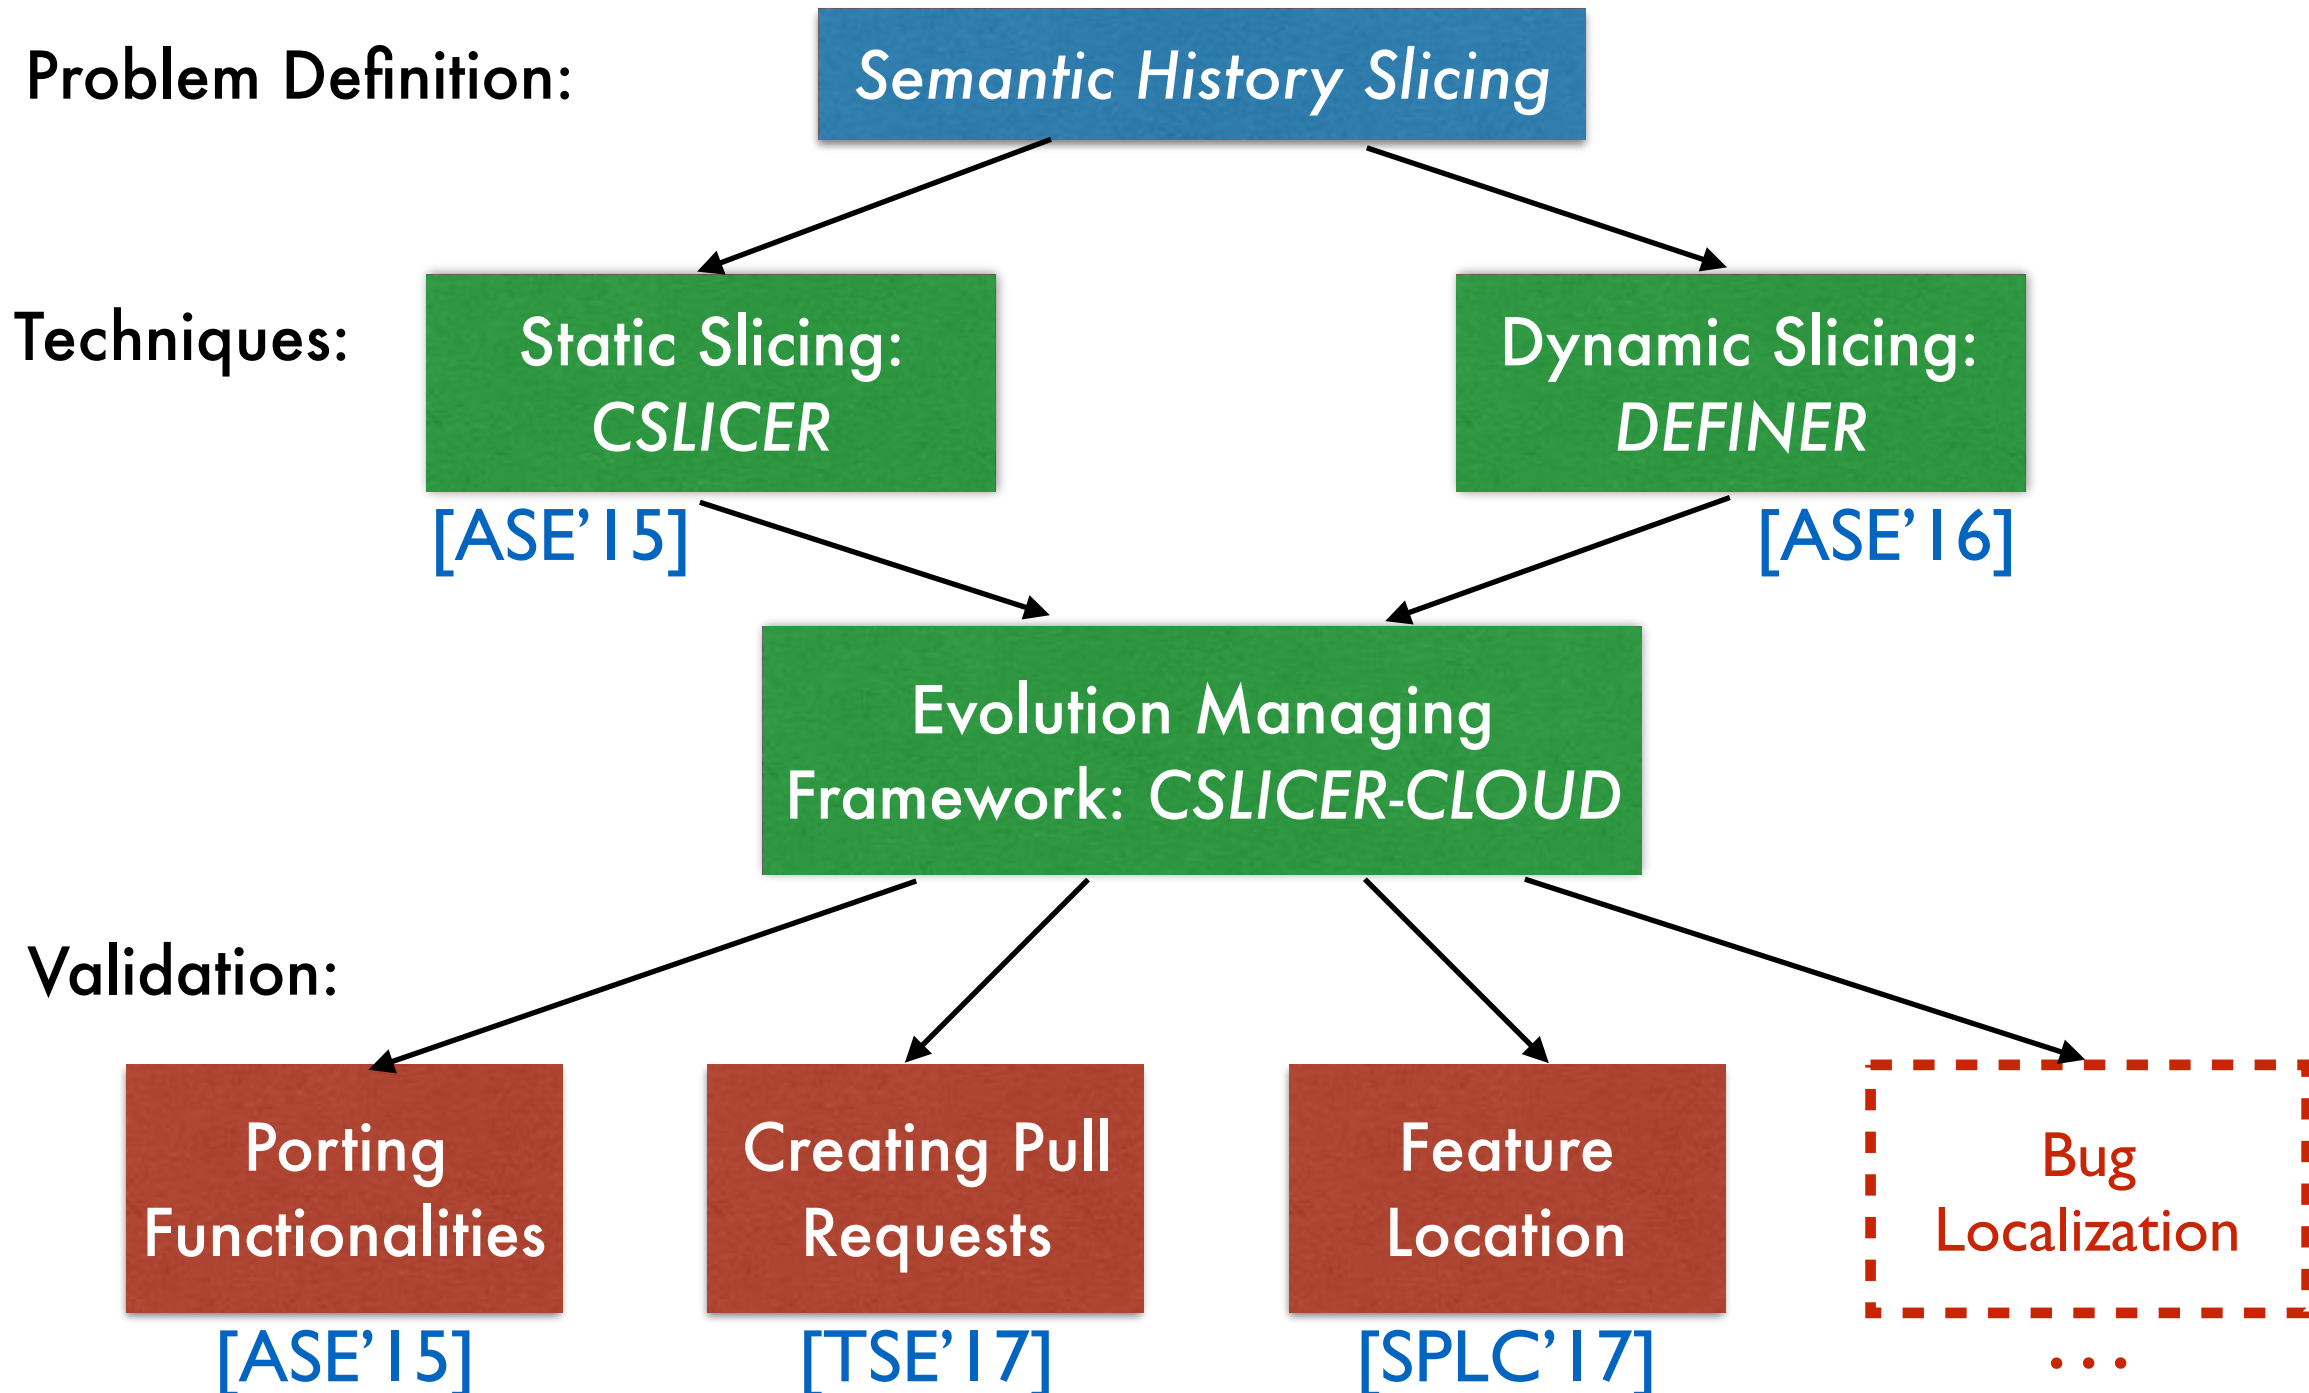 Problem Definition:
Semantic History Slicing
Techniques:
Static Slicing:
CSLICER
[ASE’15]
Dynamic Slicing:
DEFINER
[ASE’16]
Evolution Managing
Framework: CSLICER-CLOUD
Validation:
Porting
Functionalities
[ASE’15]
Creating Pull
Requests
[TSE’17]
Feature
Location
[SPLC’17]
Bug
Localization
...